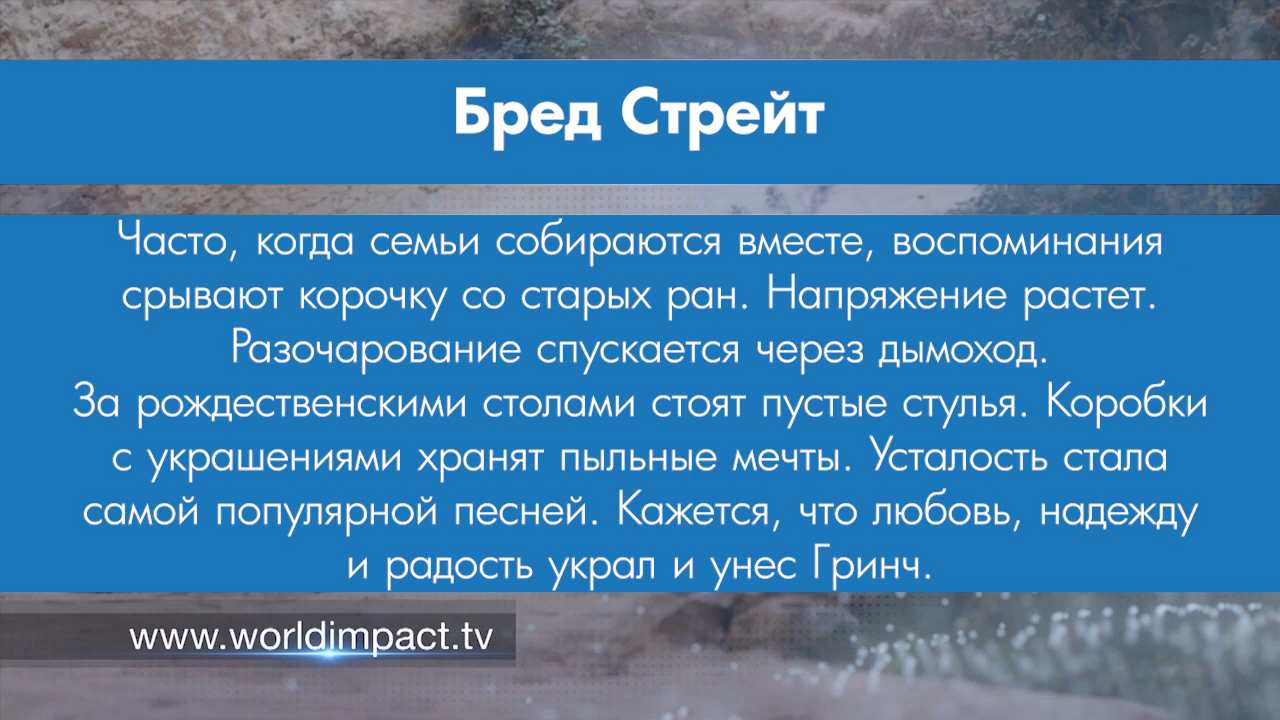 Бред Стрейт
Часто, когда семьи собираются вместе, воспоминания
срывают корочку со старых ран. Напряжение растет.
Разочарование спускается через дымоход.
За рождественскими столами стоят пустые стулья. Коробки
с украшениями хранят пыльные мечты. Усталость стала
самой популярной песней. Кажется, что любовь, надежду
и радость украл и унес Гринч.
www.worldimpact.tv